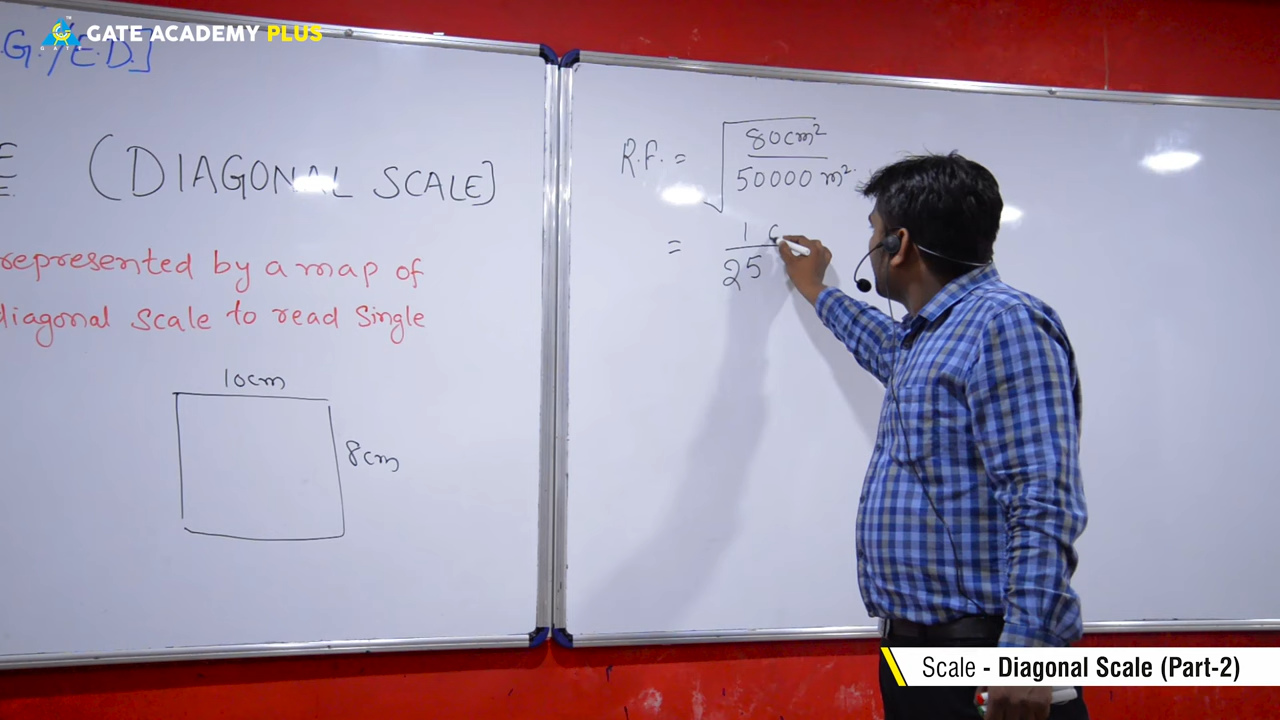 GATE ACADEMY PLUS
.G./E.D.]
(DIAGONAL SCALE]
represented by a map of
diagonal scale to read single
10cm
8cm
R.F. = √80cm²/50000 m².
= 1 c/25
Scale - Diagonal Scale (Part-2)